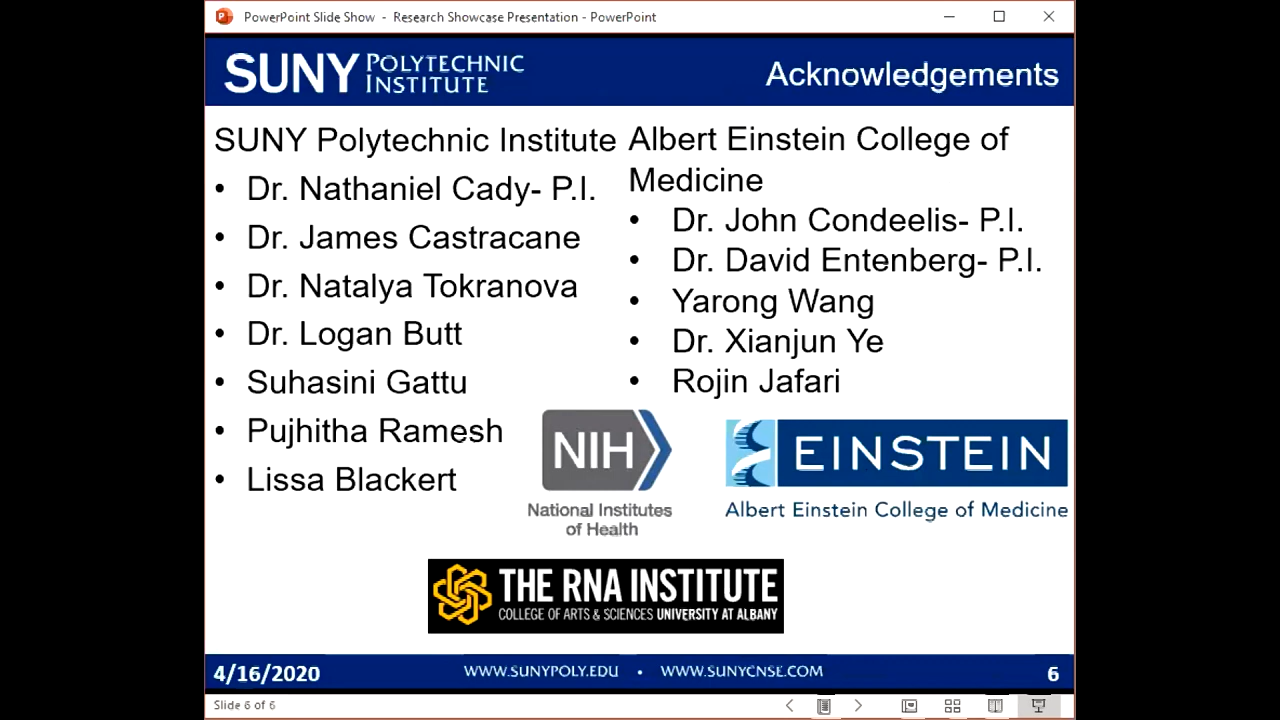 PowerPoint Slide Show - Research Showcase Presentation - PowerPoint
SUNY POLYTECHNIC
INSTITUTE
Acknowledgements
SUNY Polytechnic Institute
• Dr. Nathaniel Cady- P.I.
• Dr. James Castracane
• Dr. Natalya Tokranova
• Dr. Logan Butt
• Suhasini Gattu
• Pujhitha Ramesh
• Lissa Blackert
Albert Einstein College of
Medicine
• Dr. John Condeelis- P.I.
• Dr. David Entenberg- P.I.
• Yarong Wang
• Dr. Xianjun Ye
• Rojin Jafari
NIH
National Institutes
of Health
EINSTEIN
Albert Einstein College of Medicine
THE RNA INSTITUTE
COLLEGE OF ARTS & SCIENCES UNIVERSITY AT ALBANY
4/16/2020
WWW.SUNYPOLY.EDU • WWW.SUNYCNSE.COM
6
Slide 6 of 6